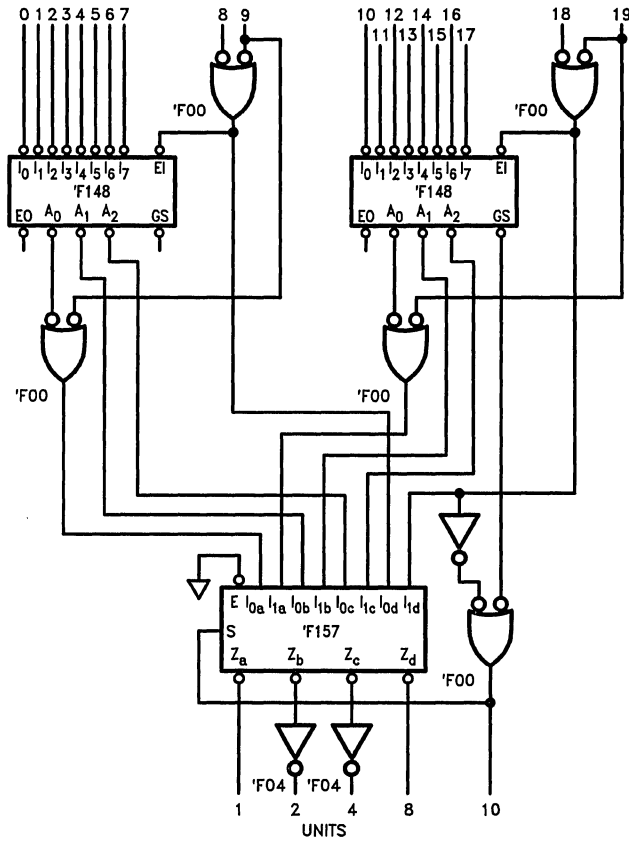 0 1 2 3 4 5 6 7 8 9 10 12 14 16 18 19
11 13 15 17
'F00 'F00
I0 I1 I2 I3 I4 I5 I6 I7 EI I0 I1 I2 I3 I4 I5 I6 I7 EI
'F148 'F148
EO A0 A1 A2 GS EO A0 A1 A2 GS
'F00 'F00
E I0a I1a I0b I1b I0c I1c I0d I1d
S 'F157
Za Zb Zc Zd
'F00
'F04 'F04
1 2 4 8 10
UNITS